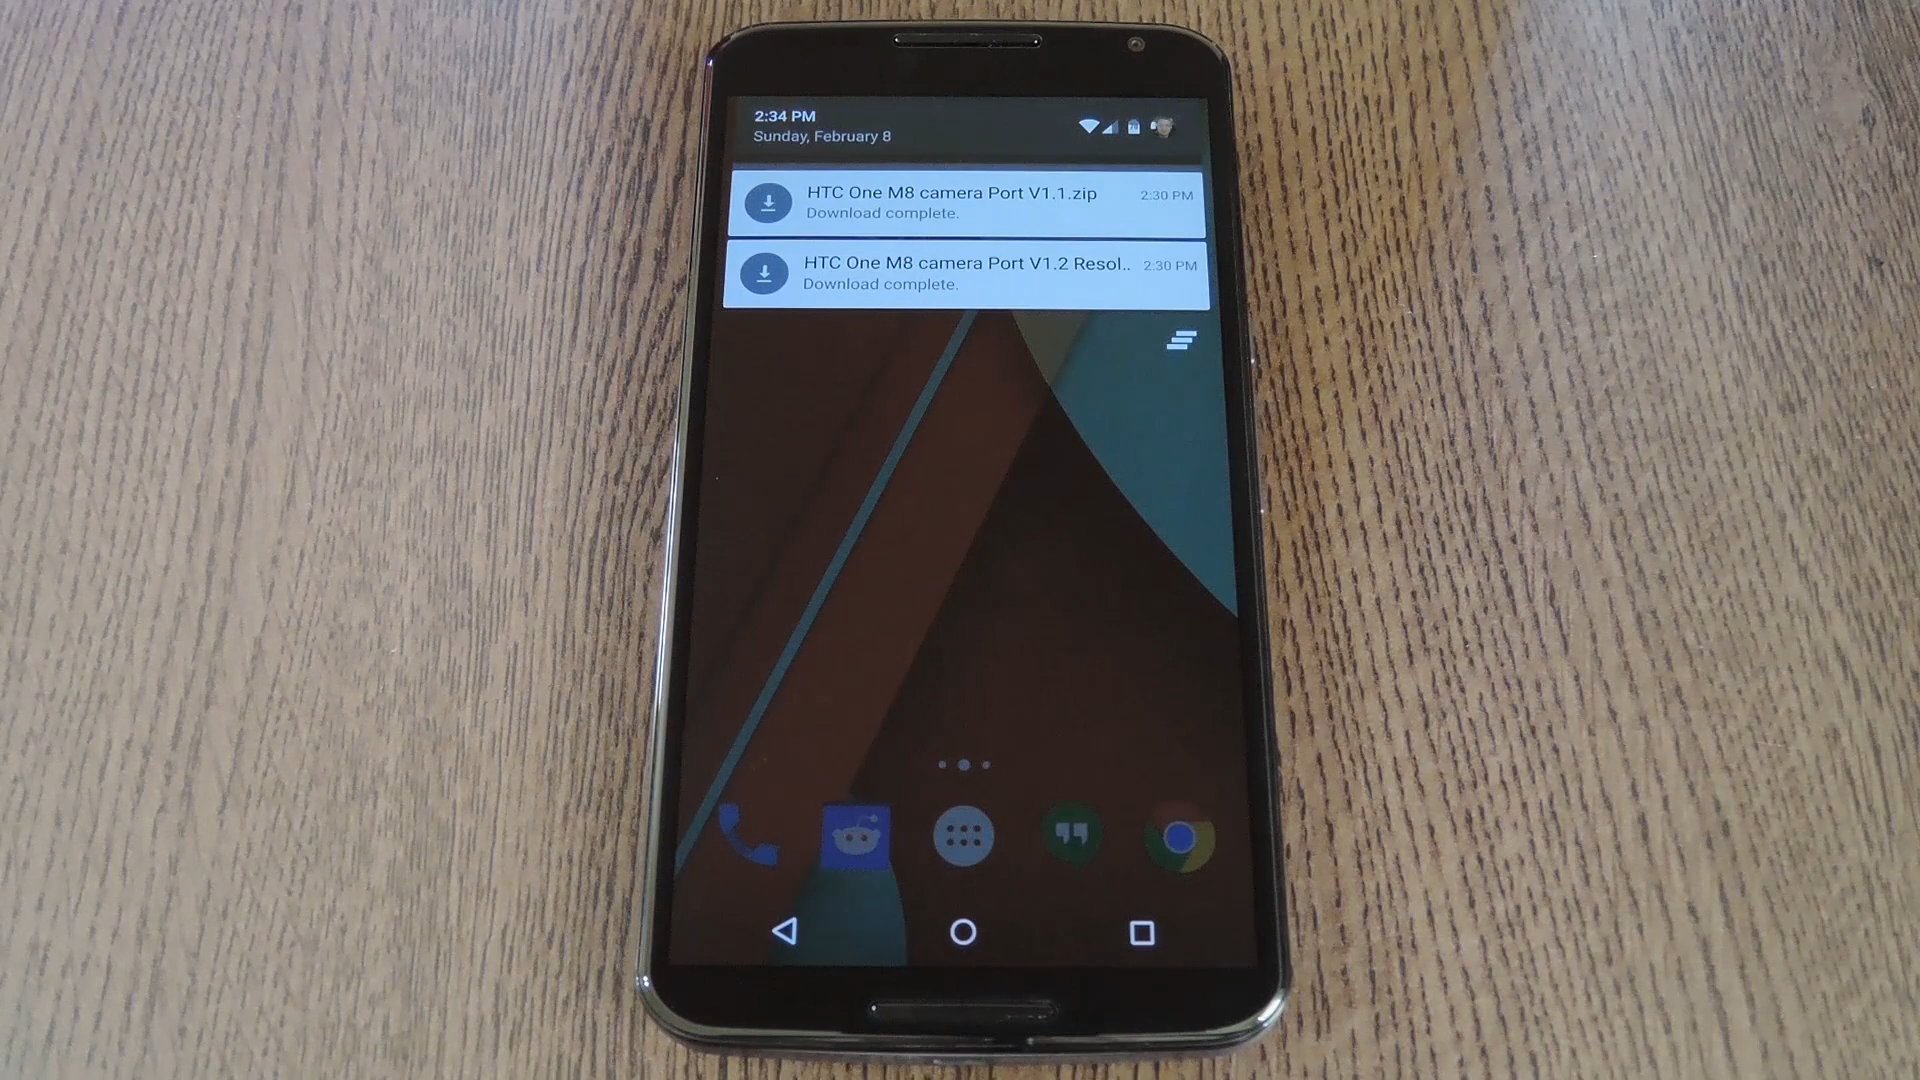 2:34 PM
Sunday, February 8
HTC One M8 camera Port V1.1.zip 2:30 PM
Download complete.
HTC One M8 camera Port V1.2 Resol.. 2:30 PM
Download complete.